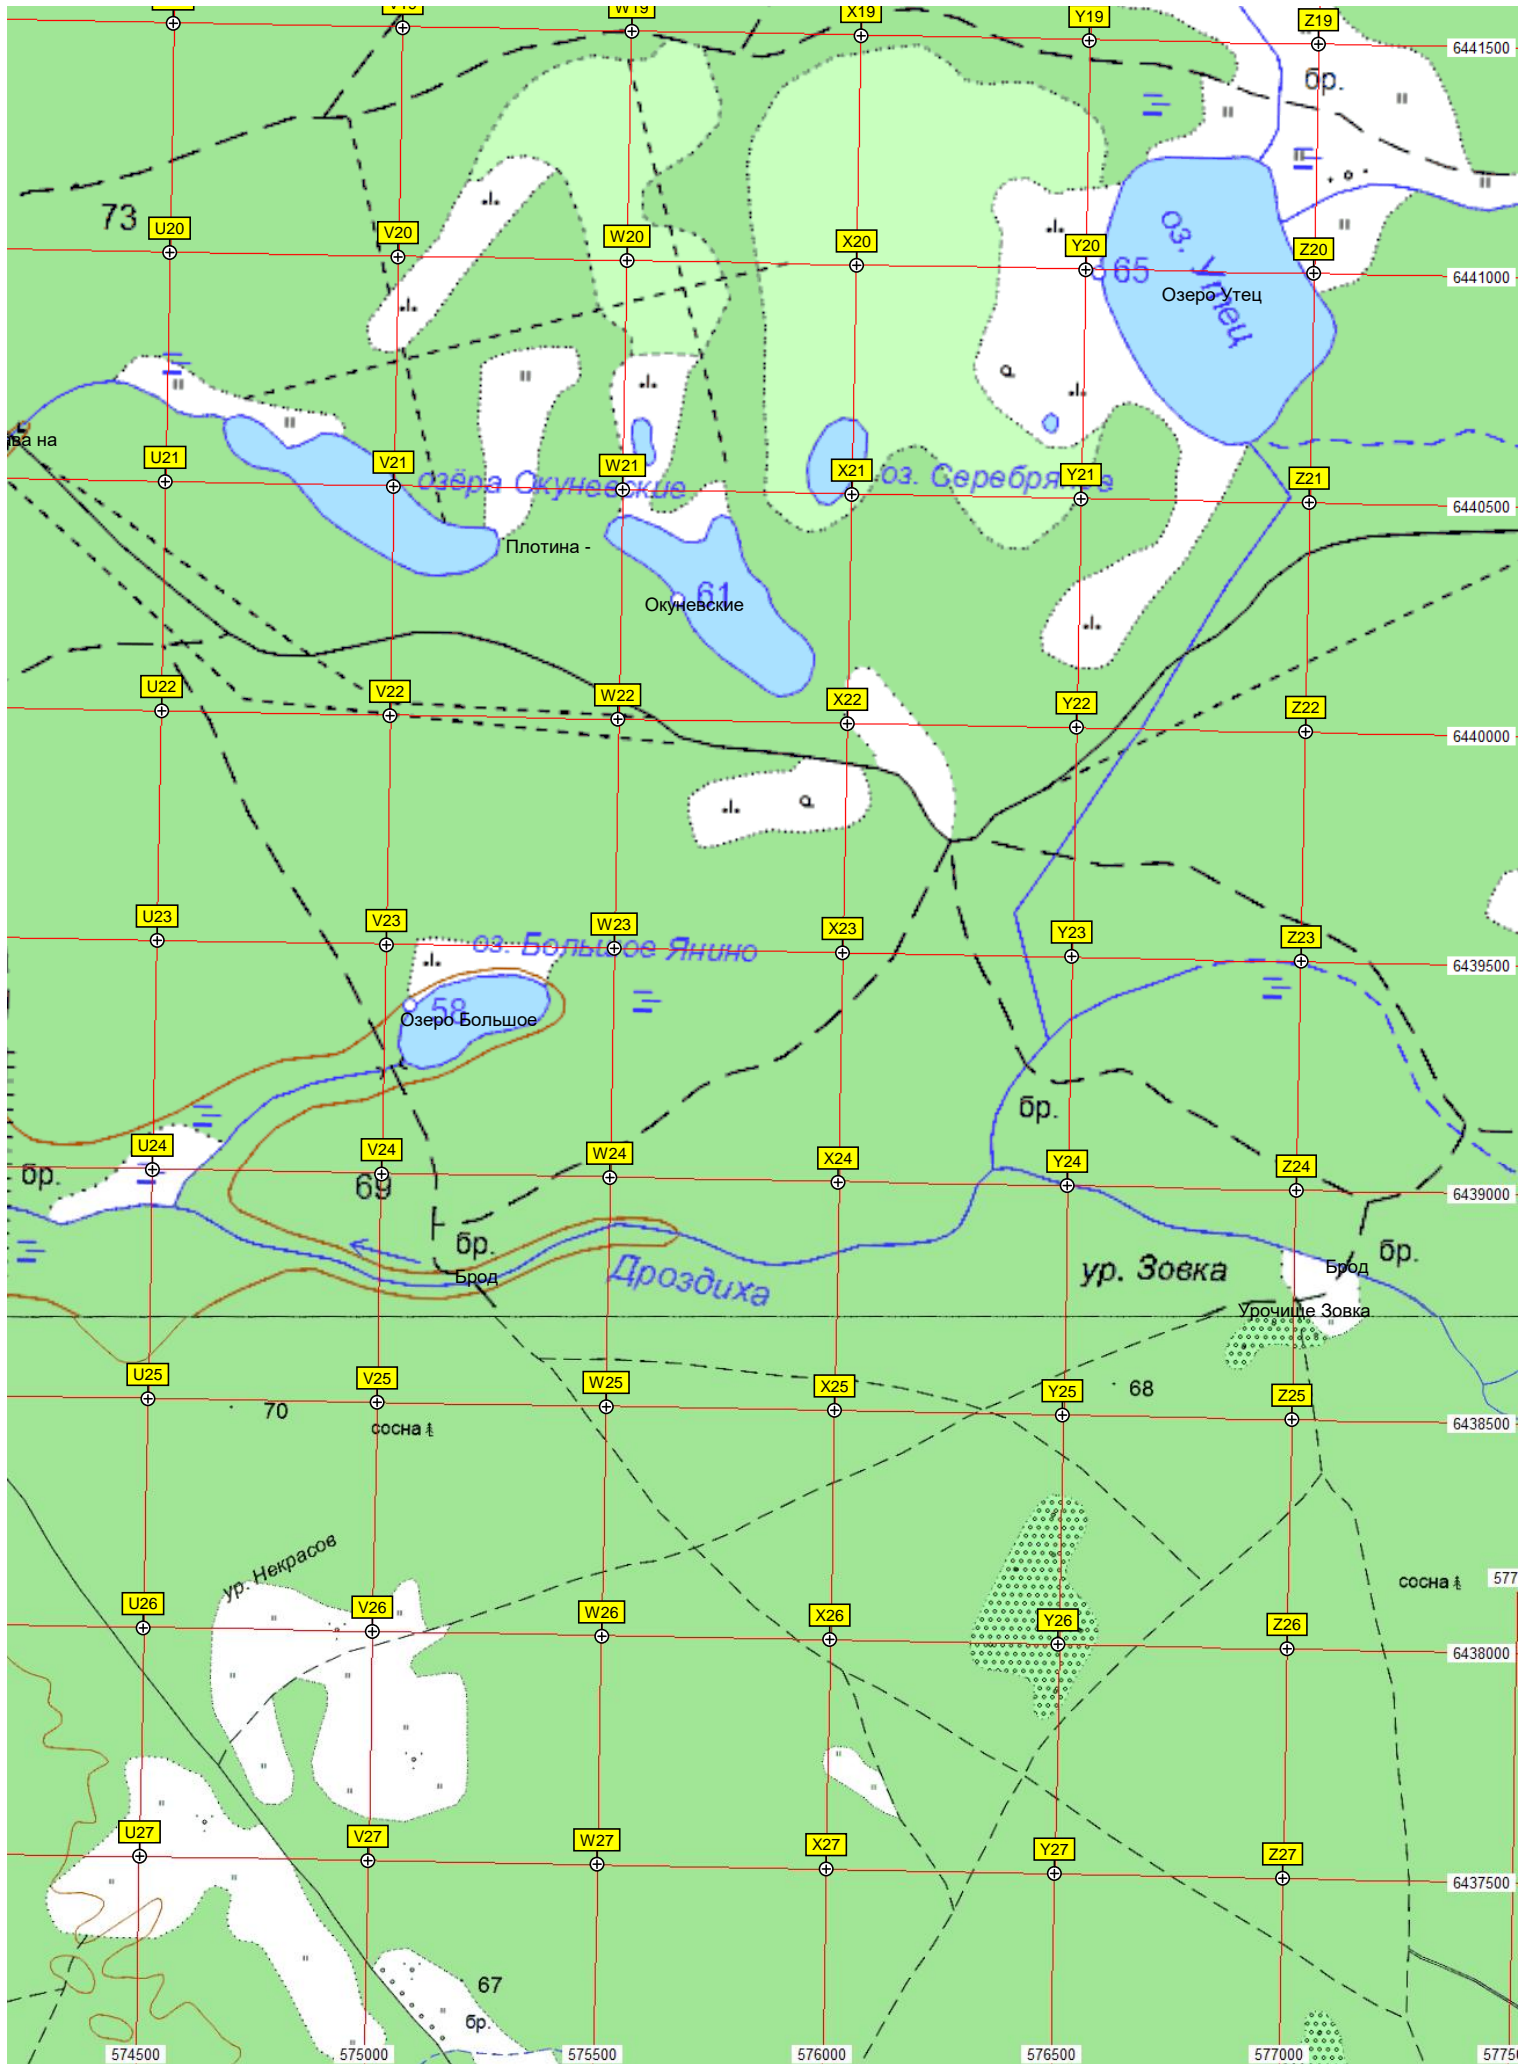 W19
X19
Y19
Z19
6441500
бр.
73
U20
V20
W20
X20
Y20
Z20
65
оз. Утец
Озеро Утец
6441000
ва на
U21
V21
W21
X21
Y21
Z21
озёра Окуневские
оз. Серебряное
6440500
Плотина -
61
Окуневские
U22
V22
W22
X22
Y22
Z22
6440000
U23
V23
W23
X23
Y23
Z23
оз. Большое Янино
6439500
58
Озеро Большое
бр.
U24
V24
W24
X24
Y24
Z24
бр.
69
6439000
бр.
Брод
Дроздиха
ур. Зовка
Брод
бр.
Урочище Зовка
U25
V25
W25
X25
Y25
Z25
68
70
сосна
6438500
ур. Некрасов
сосна
577
U26
V26
W26
X26
Y26
Z26
6438000
U27
V27
W27
X27
Y27
Z27
6437500
67
бр.
574500
575000
575500
576000
576500
577000
5775